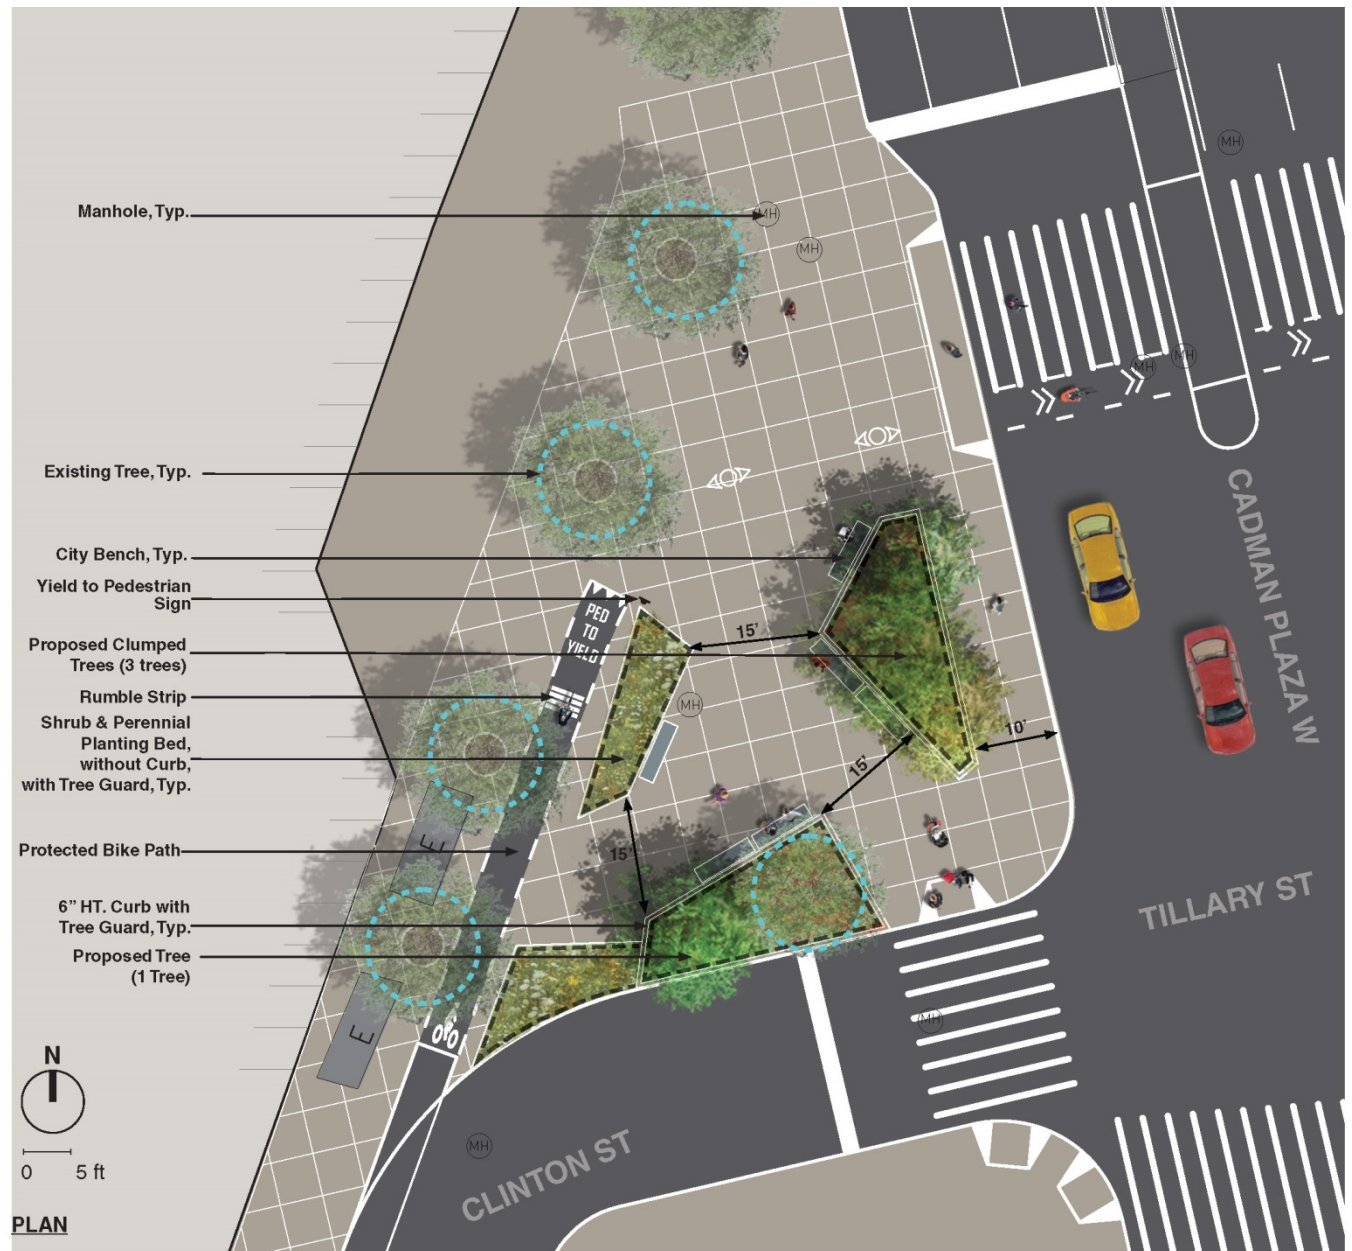 MH
Manhole, Typ.
MH
MH
MH
MH
Existing Tree, Typ.
CADMAN PLAZA W
City Bench, Typ.
Yield to Pedestrian
Sign
PED
TO
YIELD
15'
Proposed Clumped
Trees (3 trees)
Rumble Strip
MH
Shrub & Perennial
Planting Bed,
without Curb,
with Tree Guard, Typ.
10'
15'
E
Protected Bike Path
15'
TILLARY ST
6" HT. Curb with
Tree Guard, Typ.
Proposed Tree
(1 Tree)
MH
E
N
MH
CLINTON ST
0 5 ft
PLAN